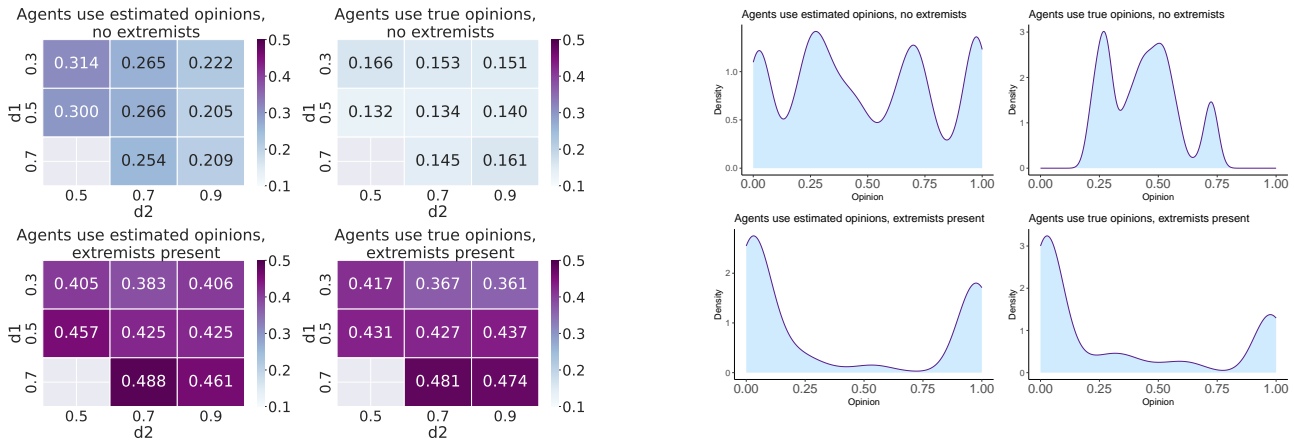 Agents use estimated opinions,
no extremists
0.3 0.314 0.265 0.222
0.5 0.300 0.266 0.205
0.7 0.254 0.209
d1
0.5 0.7 0.9
d2
0.5
0.4
0.3
0.2
0.1
Agents use true opinions,
no extremists
0.3 0.166 0.153 0.151
0.5 0.132 0.134 0.140
0.7 0.145 0.161
d1
0.5 0.7 0.9
d2
0.5
0.4
0.3
0.2
0.1
Agents use estimated opinions,
extremists present
0.3 0.405 0.383 0.406
0.5 0.457 0.425 0.425
0.7 0.488 0.461
d1
0.5 0.7 0.9
d2
0.5
0.4
0.3
0.2
0.1
Agents use true opinions,
extremists present
0.3 0.417 0.367 0.361
0.5 0.431 0.427 0.437
0.7 0.481 0.474
d1
0.5 0.7 0.9
d2
0.5
0.4
0.3
0.2
0.1
Agents use estimated opinions, no extremists
Density
1.0
0.5
0.0
0.00 0.25 0.50 0.75 1.00
Opinion
Agents use true opinions, no extremists
Density
3
2
1
0
0.00 0.25 0.50 0.75 1.00
Opinion
Agents use estimated opinions, extremists present
Density
2
1
0
0.00 0.25 0.50 0.75 1.00
Opinion
Agents use true opinions, extremists present
Density
3
2
1
0
0.00 0.25 0.50 0.75 1.00
Opinion